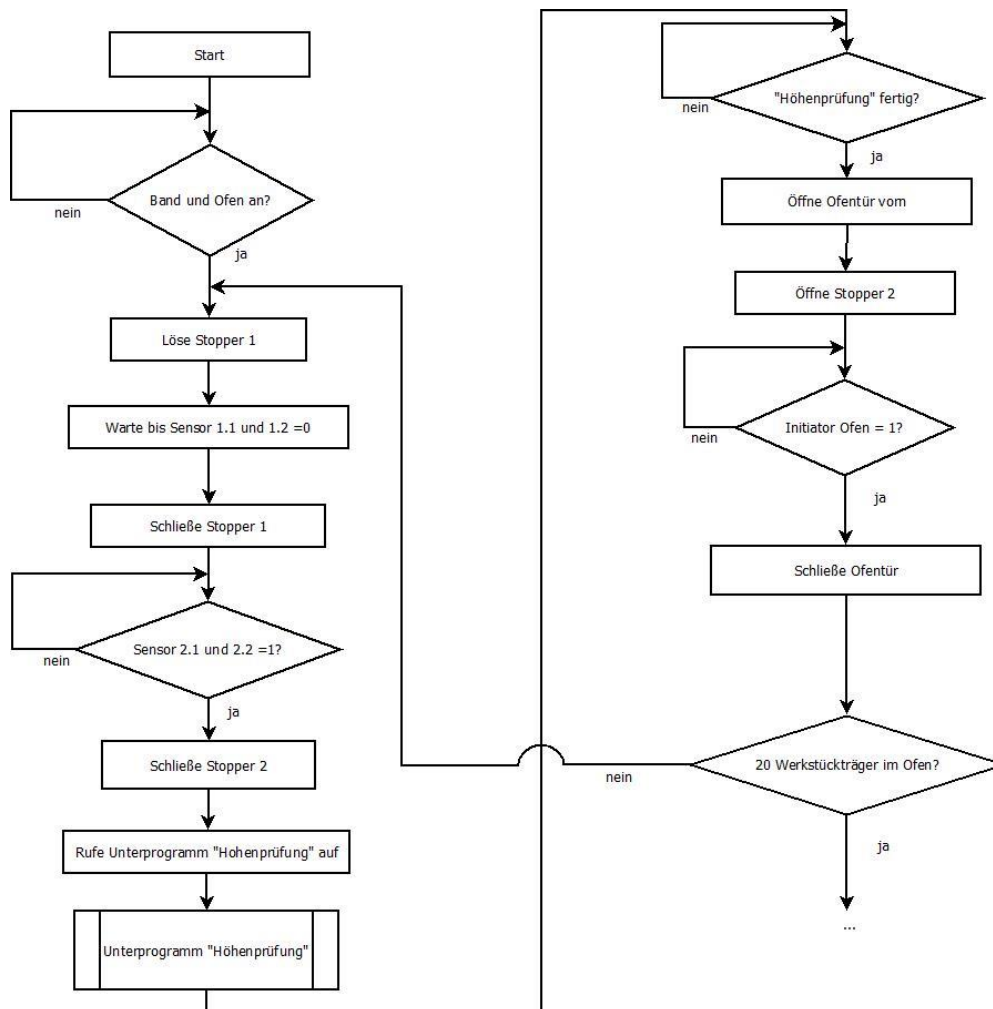 Start
Band und Ofen an?
nein
ja
Löse Stopper 1
Warte bis Sensor 1.1 und 1.2 =0
Schließe Stopper 1
Sensor 2.1 und 2.2 =1?
nein
ja
Schließe Stopper 2
Rufe Unterprogramm "Hohenprüfung" auf
Unterprogramm "Höhenprüfung"
"Höhenprüfung" fertig?
nein
ja
Öffne Ofentür vorn
Öffne Stopper 2
Initiator Ofen = 1?
nein
ja
Schließe Ofentür
20 Werkstückträger im Ofen?
nein
ja
...